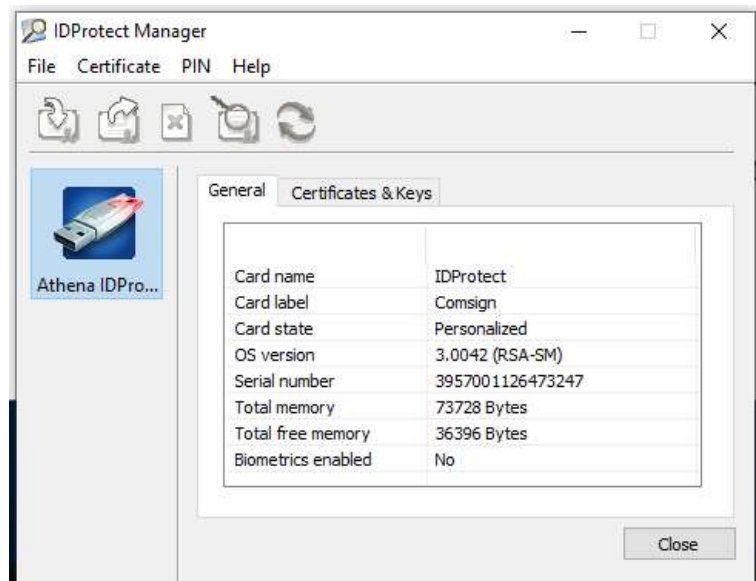 IDProtect Manager
File Certificate PIN Help
Athena IDPro...
General Certificates & Keys
Card name IDProtect
Card label Comsign
Card state Personalized
OS version 3.0042 (RSA-SM)
Serial number 3957001126473247
Total memory 73728 Bytes
Total free memory 36396 Bytes
Biometrics enabled No
Close